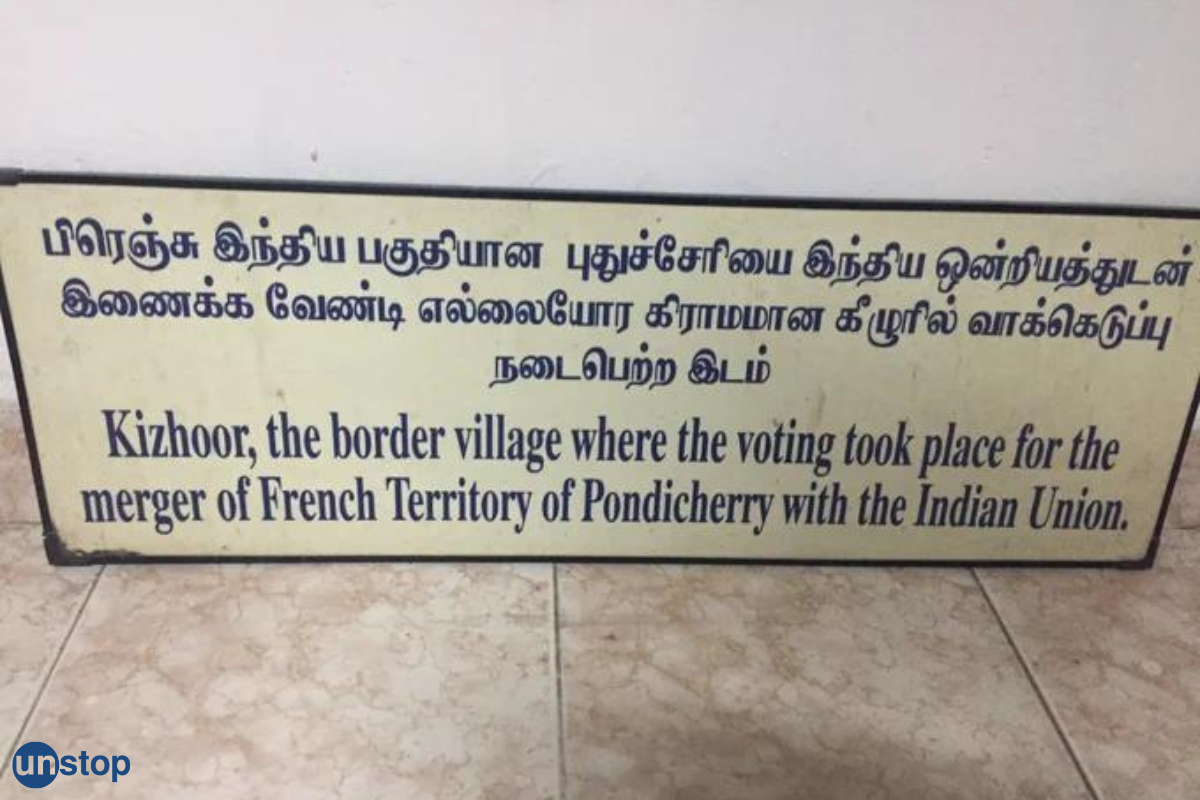 பிரெஞ்சு இந்திய பகுதியான புதுச்சேரியை இந்திய ஒன்றியத்துடன்
இணைக்க வேண்டி எல்லையோர கிராமமான கீழூரில் வாக்கெடுப்பு
நடைபெற்ற இடம்
Kizhoor, the border village where the voting took place for the
merger of French Territory of Pondicherry with the Indian Union.
unstop